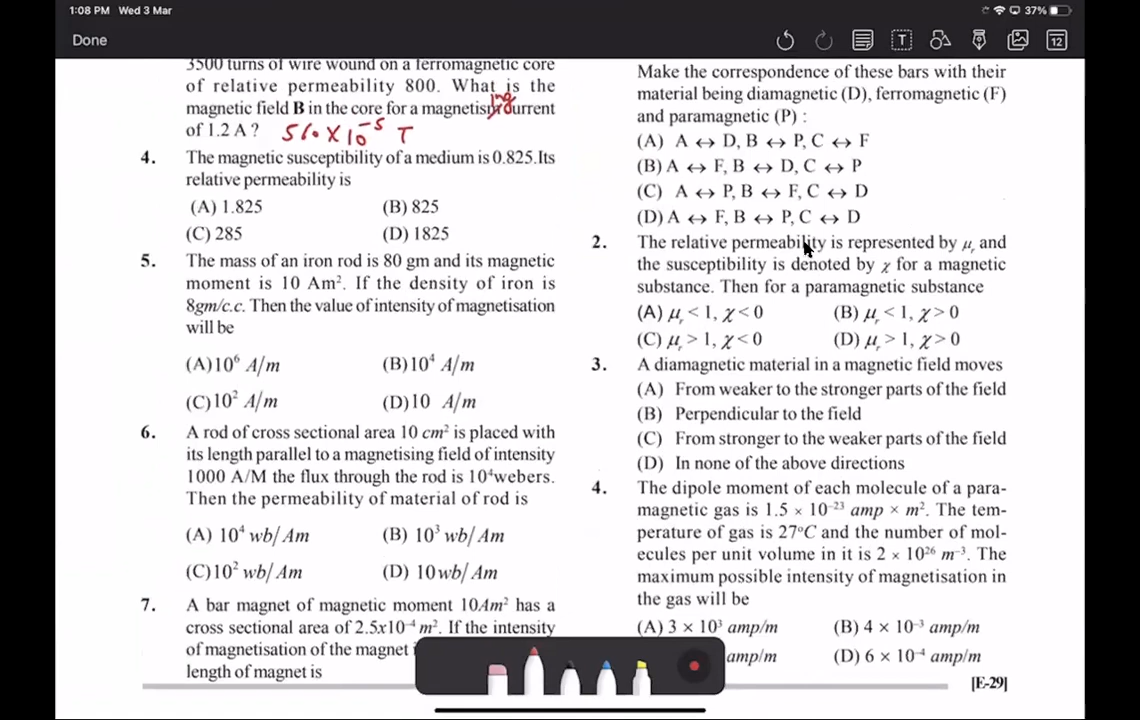 1:08 PM Wed 3 Mar
37%
Done
T
12
3500 turns of wire wound on a ferromagnetic core
of relative permeability 800. What is the
magnetic field B in the core for a magnetising current
of 1.2 A ? 560 × 10⁻⁵ T
4. The magnetic susceptibility of a medium is 0.825.Its
relative permeability is
(A) 1.825 (B) 825
(C) 285 (D) 1825
5. The mass of an iron rod is 80 gm and its magnetic
moment is 10 Am². If the density of iron is
8gm/c.c. Then the value of intensity of magnetisation
will be
(A)10⁶ A/m (B)10⁴ A/m
(C)10² A/m (D)10 A/m
6. A rod of cross sectional area 10 cm² is placed with
its length parallel to a magnetising field of intensity
1000 A/M the flux through the rod is 10⁴webers.
Then the permeability of material of rod is
(A) 10⁴ wb/Am (B) 10³ wb/Am
(C)10² wb/Am (D) 10wb/Am
7. A bar magnet of magnetic moment 10Am² has a
cross sectional area of 2.5x10⁻⁴ m². If the intensity
of magnetisation of the magnet
length of magnet is
Make the correspondence of these bars with their
material being diamagnetic (D), ferromagnetic (F)
and paramagnetic (P) :
(A) A ↔ D, B ↔ P, C ↔ F
(B) A ↔ F, B ↔ D, C ↔ P
(C) A ↔ P, B ↔ F, C ↔ D
(D) A ↔ F, B ↔ P, C ↔ D
2. The relative permeability is represented by μᵣ and
the susceptibility is denoted by χ for a magnetic
substance. Then for a paramagnetic substance
(A) μᵣ < 1, χ < 0 (B) μᵣ < 1, χ > 0
(C) μᵣ > 1, χ < 0 (D) μᵣ > 1, χ > 0
3. A diamagnetic material in a magnetic field moves
(A) From weaker to the stronger parts of the field
(B) Perpendicular to the field
(C) From stronger to the weaker parts of the field
(D) In none of the above directions
4. The dipole moment of each molecule of a para-
magnetic gas is 1.5 × 10⁻²³ amp × m². The tem-
perature of gas is 27°C and the number of mol-
ecules per unit volume in it is 2 × 10²⁶ m⁻³. The
maximum possible intensity of magnetisation in
the gas will be
(A) 3 × 10³ amp/m (B) 4 × 10⁻³ amp/m
amp/m (D) 6 × 10⁻⁴ amp/m
[E-29]